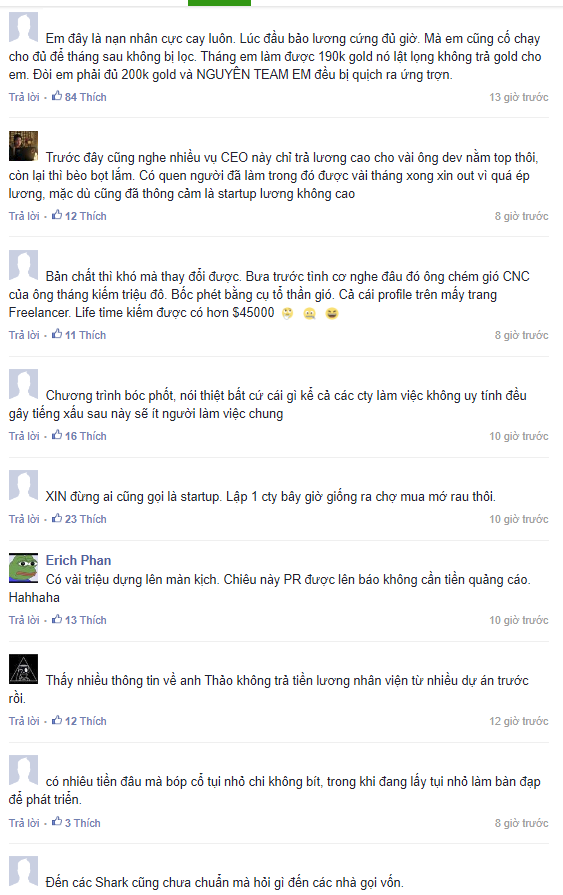 Em đây là nạn nhân cực cay luôn. Lúc đầu bảo lương cứng đủ giờ. Mà em cũng cố chạy
cho đủ để tháng sau không bị lọc. Tháng em làm được 190k gold nó lật lọng không trả gold cho
em. Đòi em phải đủ 200k gold và NGUYÊN TEAM EM đều bị quịch ra ứng trợn.
Trả lời · 84 Thích 13 giờ trước
Trước đây cũng nghe nhiều vụ CEO này chỉ trả lương cao cho vài ông dev nằm top thôi,
còn lại thì bèo bọt lắm. Có quen người đã làm trong đó được vài tháng xong xin out vì quá ép
lương, mặc dù cũng đã thông cảm là startup lương không cao
Trả lời · 12 Thích 8 giờ trước
Bản chất thì khó mà thay đổi được. Bưa trước tình cơ nghe đâu đó ông chém gió CNC
của ông tháng kiếm triệu đô. Bốc phét bằng cụ tổ thần gió. Cả cái profile trên mấy trang
Freelancer. Life time kiếm được có hơn $45000
Trả lời · 11 Thích 8 giờ trước
Chương trình bóc phốt, nói thiệt bất cứ cái gì kể cả các cty làm việc không uy tính đều
gây tiếng xấu sau này sẽ ít người làm việc chung
Trả lời · 16 Thích 10 giờ trước
XIN đừng ai cũng gọi là startup. Lập 1 cty bây giờ giống ra chợ mua mớ rau thôi.
Trả lời · 23 Thích 10 giờ trước
Erich Phan
Có vài triệu dựng lên màn kịch. Chiêu này PR được lên báo không cần tiền quảng cáo.
Hahhaha
Trả lời · 13 Thích 10 giờ trước
Thấy nhiều thông tin về anh Thảo không trả tiền lương nhân viên từ nhiều dự án trước
rồi.
Trả lời · 12 Thích 12 giờ trước
có nhiêu tiền đâu mà bóp cổ tụi nhỏ chi không bít, trong khi đang lấy tụi nhỏ làm bàn đạp
để phát triển.
Trả lời · 3 Thích 8 giờ trước
Đến các Shark cũng chưa chuẩn mà hỏi gì đến các nhà gọi vốn.